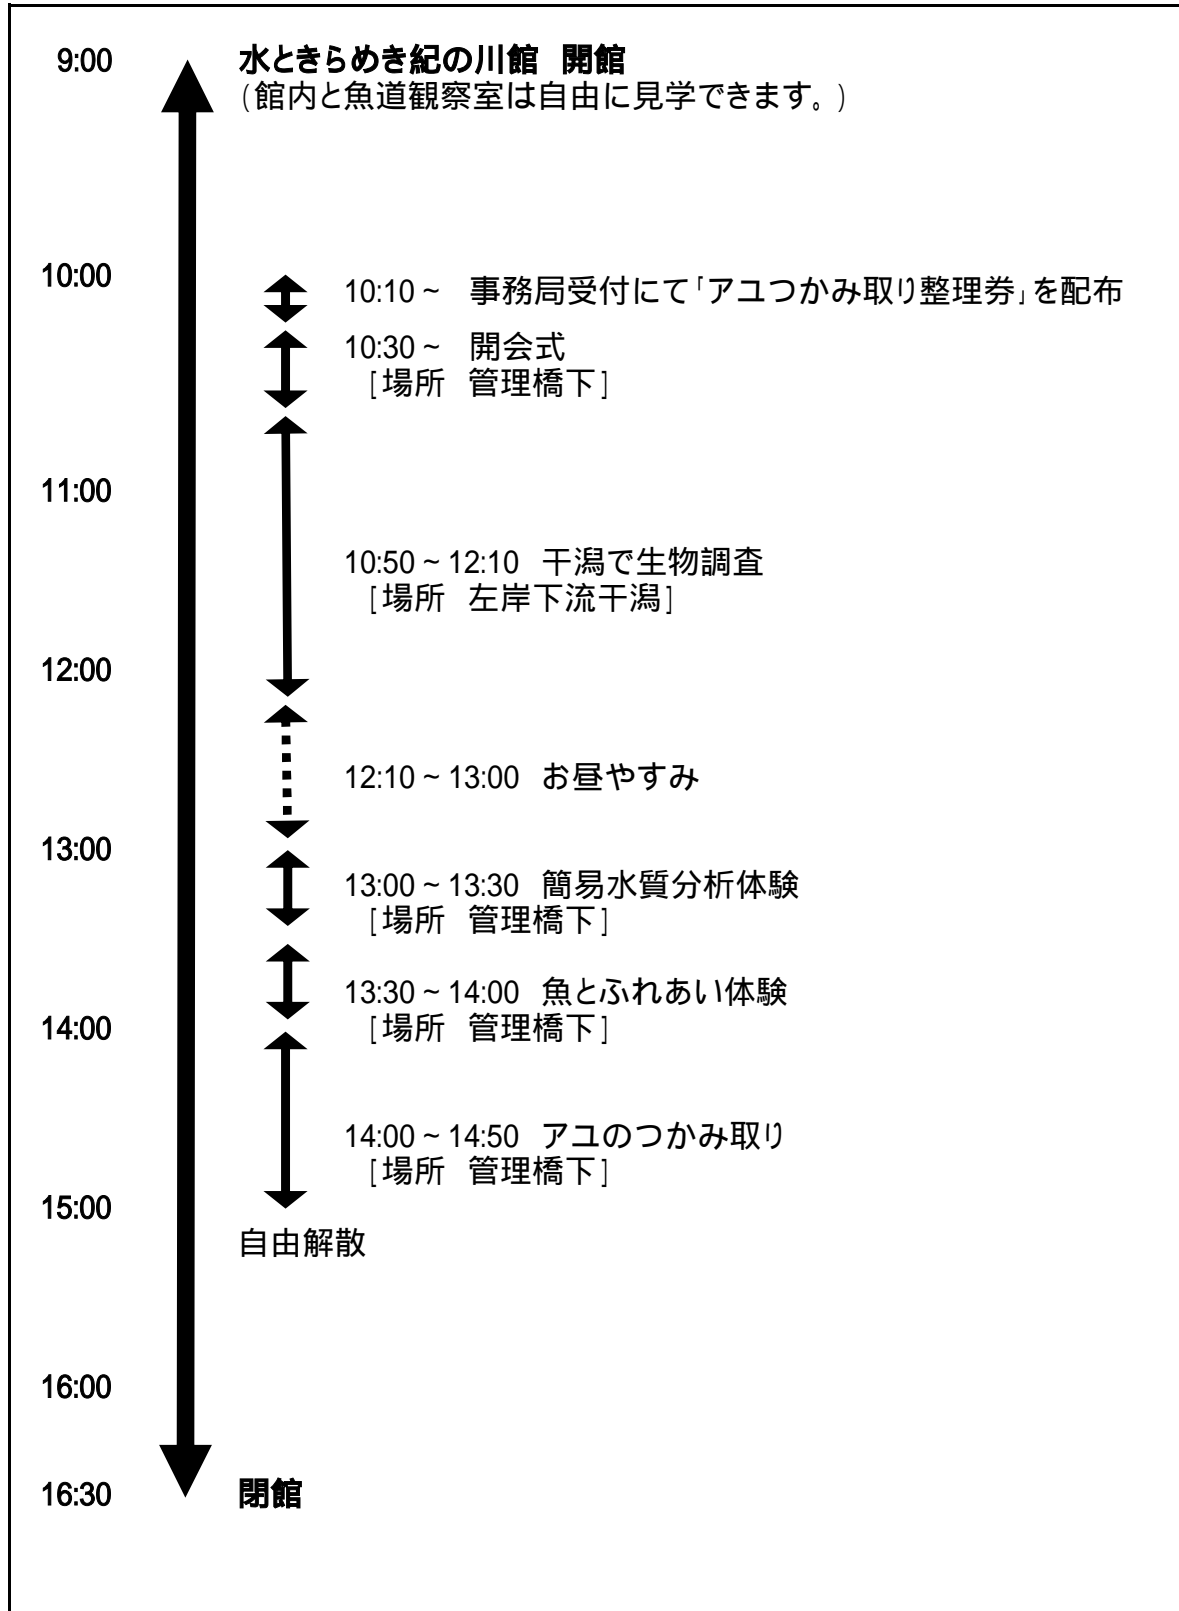 9:00 水ときらめき紀の川館 開館
(館内と魚道観察室は自由に見学できます。)
10:00
10:10～ 事務局受付にて「アユつかみ取り整理券」を配布
10:30～ 開会式
[場所 管理橋下]
11:00
10:50～12:10 干潟で生物調査
[場所 左岸下流干潟]
12:00
12:10～13:00 お昼やすみ
13:00
13:00～13:30 簡易水質分析体験
[場所 管理橋下]
13:30～14:00 魚とふれあい体験
14:00 [場所 管理橋下]
14:00～14:50 アユのつかみ取り
[場所 管理橋下]
15:00
自由解散
16:00
16:30 閉館